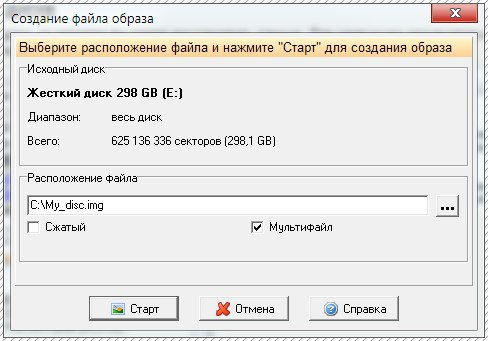 Создание файла образа
Выберите расположение файла и нажмите "Старт" для создания образа
Исходный диск
Жесткий диск 298 GB (E:)
Диапазон: весь диск
Всего: 625 136 336 секторов (298,1 GB)
Расположение файла
C:\My_disc.img
...
Сжатый Мультифайл
Старт Отмена Справка